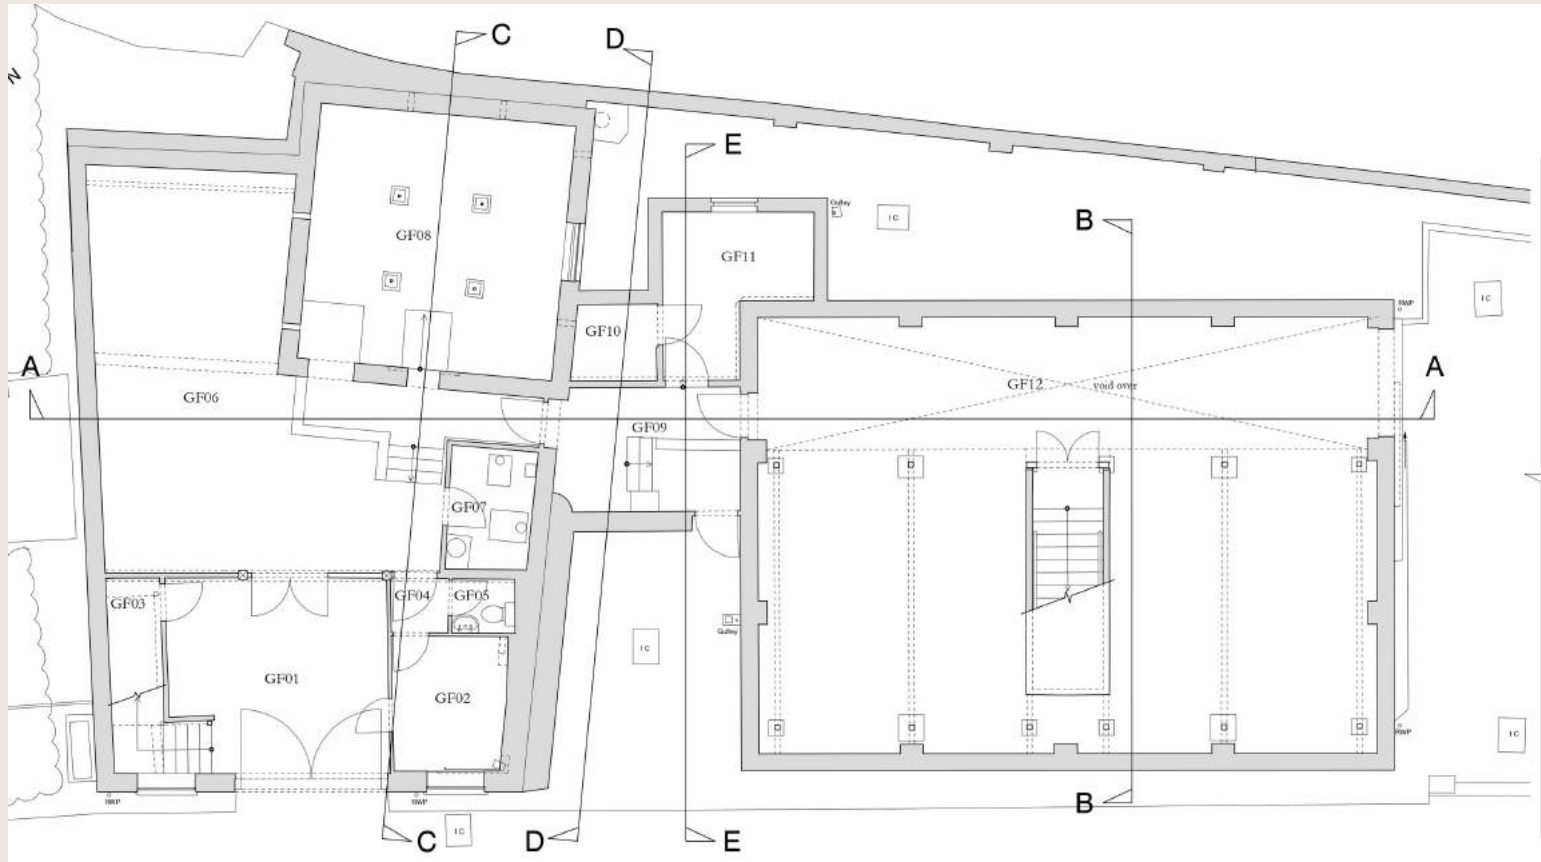 C
D
N
E
Gulley
IC
B
GF08
GF11
IC
RWP
GF10
A
GF12
void over
A
GF06
GF09
GF07
GF03
GF04
GF05
Gulley
IC
GF01
GF02
RWP
IC
RWP
RWP
B
IC
C
D
E